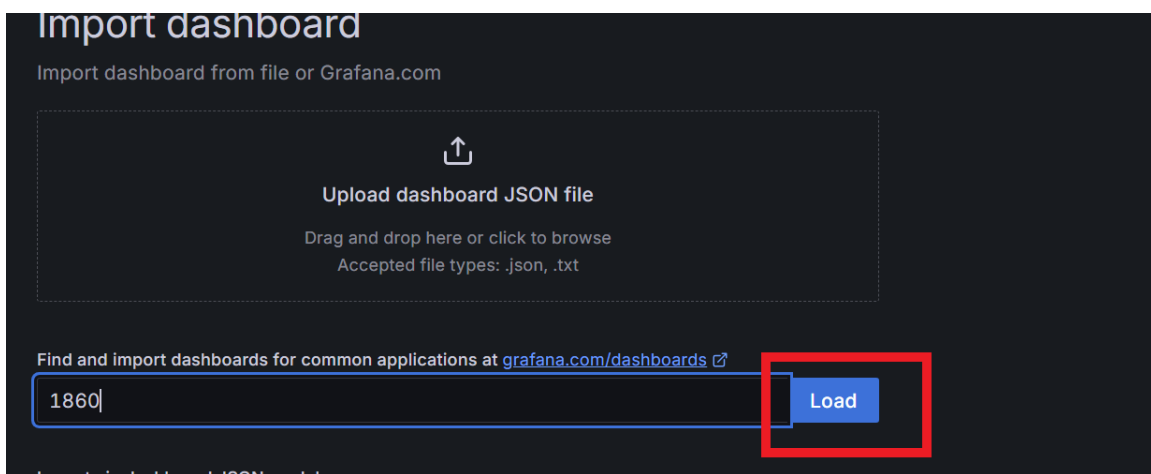 Import dashboard
Import dashboard from file or Grafana.com
Upload dashboard JSON file
Drag and drop here or click to browse
Accepted file types: .json, .txt
Find and import dashboards for common applications at grafana.com/dashboards
1860
Load